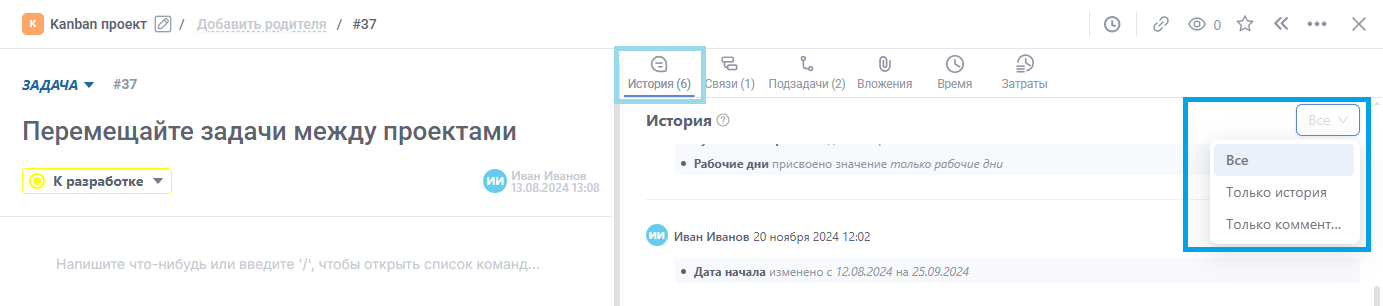 К Kanban проект / Добавить родителя / #37
0
ЗАДАЧА #37
Перемещайте задачи между проектами
К разработке
ИИ Иван Иванов
13.08.2024 13:08
Напишите что-нибудь или введите '/', чтобы открыть список команд...
История (6) Связи (1) Подзадачи (2) Вложения Время Затраты
История
Все
Все
Только история
Только коммент...
• Рабочие дни присвоено значение только рабочие дни
ИИ Иван Иванов 20 ноября 2024 12:02
• Дата начала изменено с 12.08.2024 на 25.09.2024